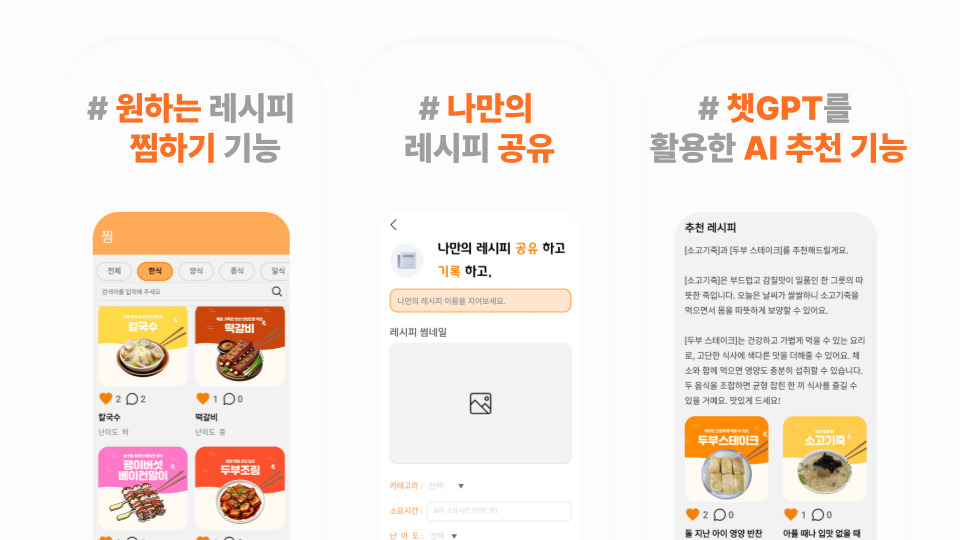 # 원하는 레시피
찜하기 기능
찜
전체 한식 양식 중식 일식
검색어를 입력해 주세요
칼국수
떡갈비
2 2
1 0
칼국수
떡갈비
난이도 하
난이도 중
팽이버섯
베이컨말이
두부조림
# 나만의
레시피 공유
나만의 레시피 공유 하고
기록 하고,
나만의 레시피 이름을 지어보세요.
레시피 썸네일
카테고리 : 선택
소요시간 : 요리 소요시간 (단위: 분)
난 이 도 : 선택
# 챗GPT를
활용한 AI 추천 기능
추천 레시피
[소고기죽]과 [두부 스테이크]를 추천해드릴게요.
[소고기죽]은 부드럽고 감칠맛이 일품인 한 그릇의 따
뜻한 죽입니다. 오늘은 날씨가 쌀쌀하니 소고기죽을
먹으면서 몸을 따뜻하게 보양할 수 있어요.
[두부 스테이크]는 건강하고 가볍게 먹을 수 있는 요리
로, 고단한 식사에 색다른 맛을 더해줄 수 있어요. 채
소와 함께 먹으면 영양도 충분히 섭취할 수 있습니다.
두 음식을 조합하면 균형 잡힌 한 끼 식사를 즐길 수
있을 거예요. 맛있게 드세요!
두부스테이크
소고기죽
2 0
1 0
돌 지난 아이 영양 반찬
아플 때나 입맛 없을 때